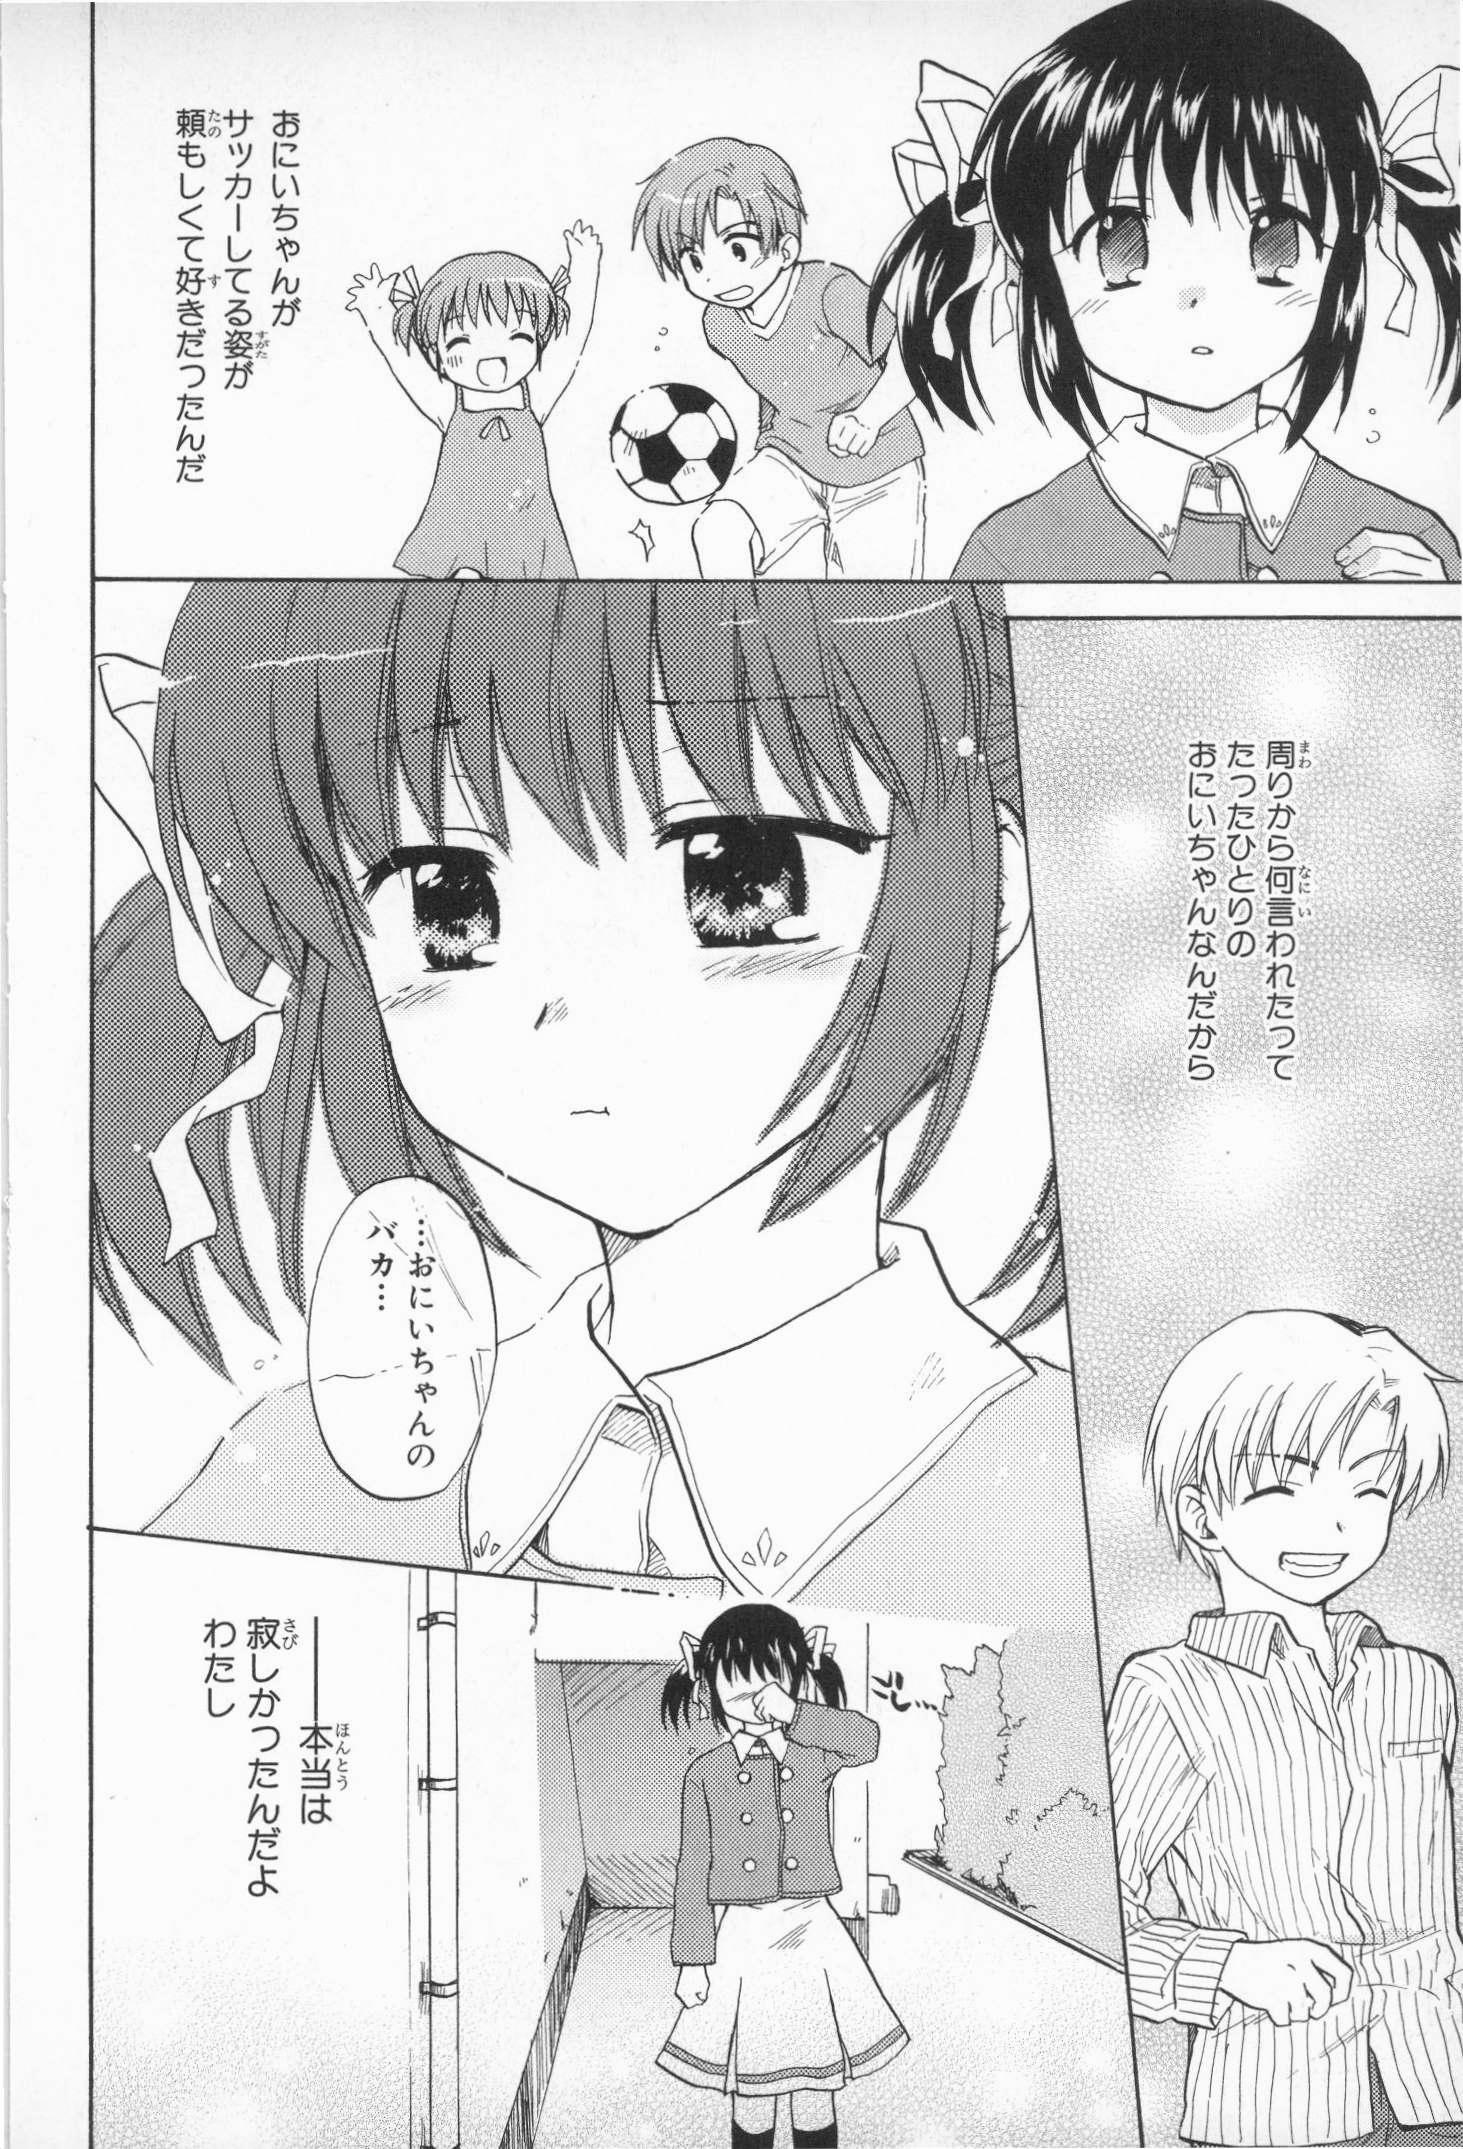 おにいちゃんが
サッカーしてる姿が
頼もしくて好きだったんだ
周りから何言われたって
たったひとりの
おにいちゃんなんだから
…おにいちゃんの
バカ…
――本当は
寂しかったんだよ
わたし